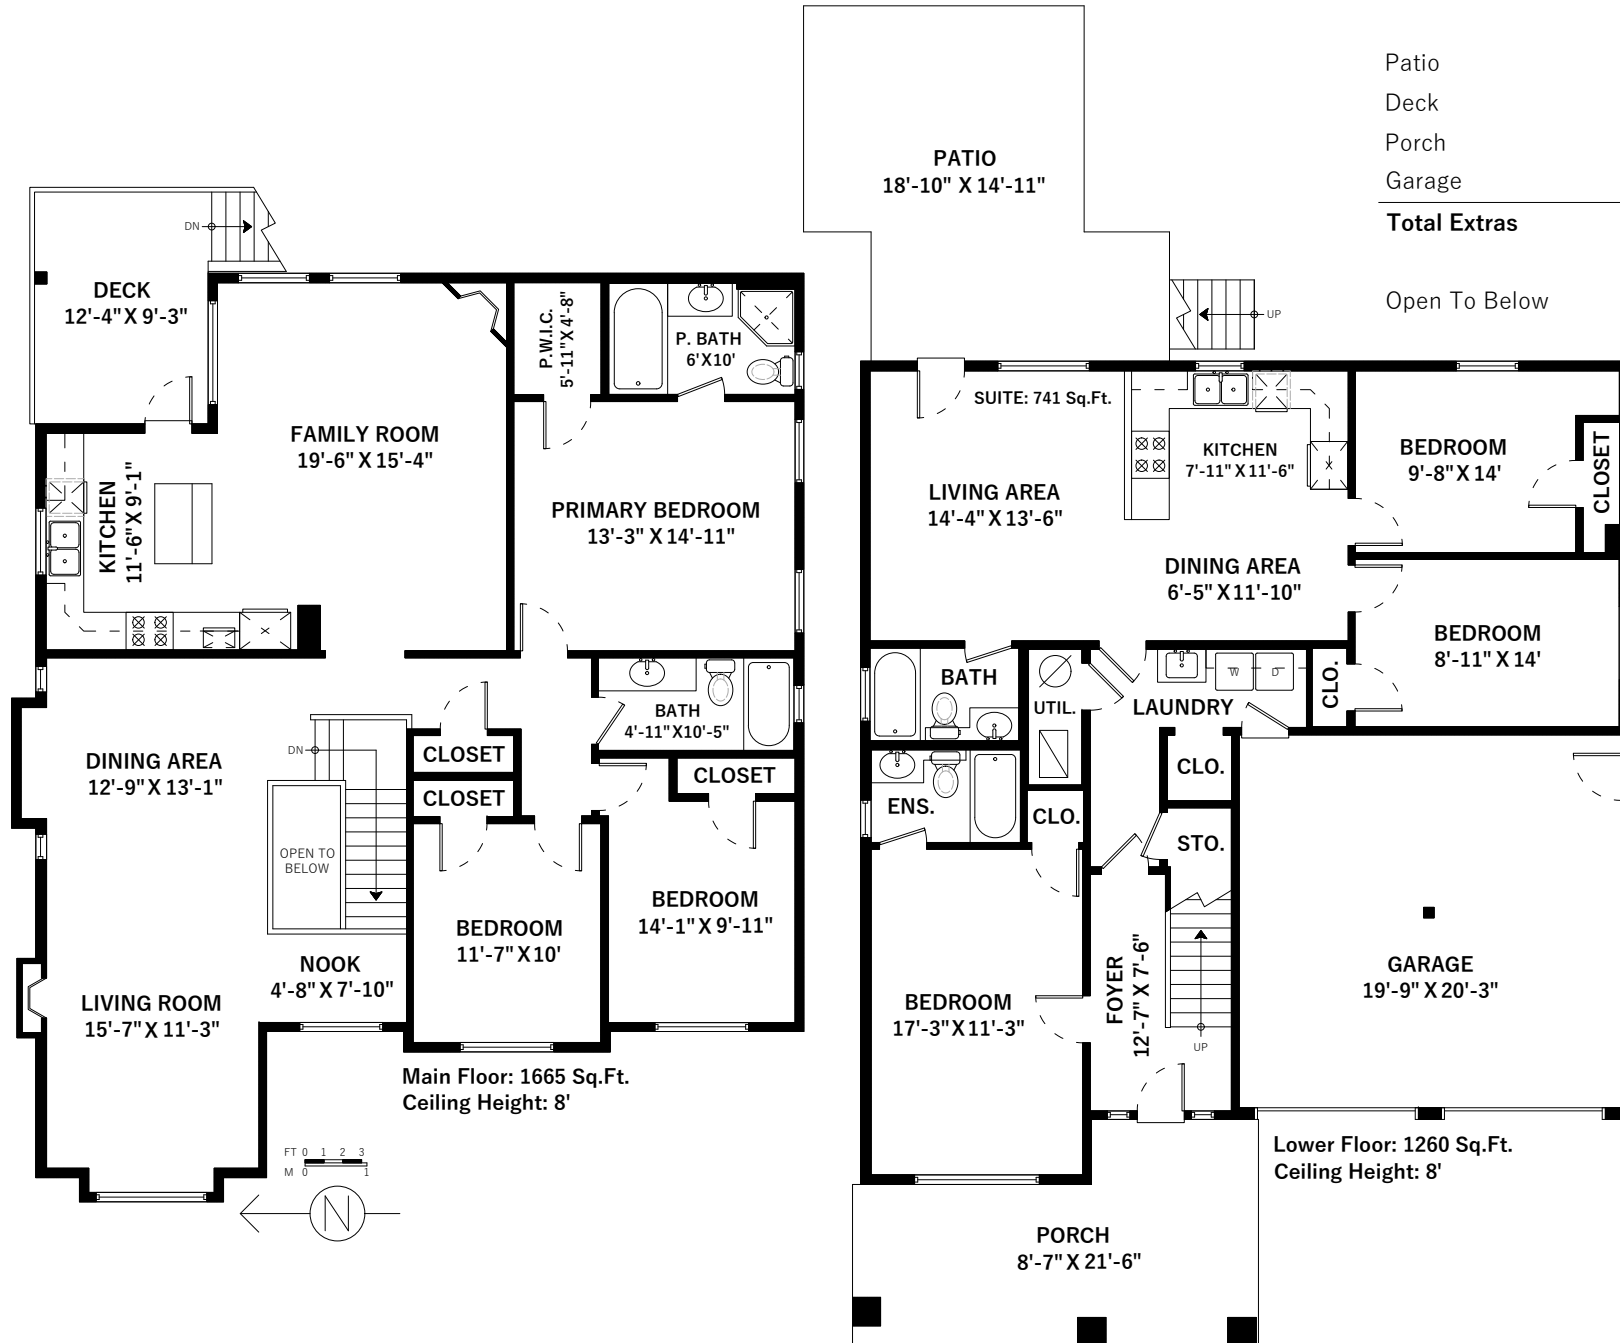 Patio
Deck
Porch
Garage
Total Extras
Open To Below
DN
DECK
12'-4" X 9'-3"
P.W.I.C.
5'-11" X 4'-8"
P. BATH
6' X 10'
FAMILY ROOM
19'-6" X 15'-4"
KITCHEN
11'-6" X 9'-1"
PRIMARY BEDROOM
13'-3" X 14'-11"
BATH
4'-11" X 10'-5"
DN
DINING AREA
12'-9" X 13'-1"
CLOSET
CLOSET
CLOSET
OPEN TO
BELOW
BEDROOM
14'-1" X 9'-11"
BEDROOM
11'-7" X 10'
NOOK
4'-8" X 7'-10"
LIVING ROOM
15'-7" X 11'-3"
Main Floor: 1665 Sq.Ft.
Ceiling Height: 8'
FT 0 1 2 3
M 0 1
N
PATIO
18'-10" X 14'-11"
UP
SUITE: 741 Sq.Ft.
KITCHEN
7'-11" X 11'-6"
BEDROOM
9'-8" X 14'
CLOSET
LIVING AREA
14'-4" X 13'-6"
DINING AREA
6'-5" X 11'-10"
BEDROOM
8'-11" X 14'
BATH
UTIL.
W D
LAUNDRY
CLO.
CLO.
ENS.
CLO.
STO.
BEDROOM
17'-3" X 11'-3"
FOYER
12'-7" X 7'-6"
UP
GARAGE
19'-9" X 20'-3"
Lower Floor: 1260 Sq.Ft.
Ceiling Height: 8'
PORCH
8'-7" X 21'-6"